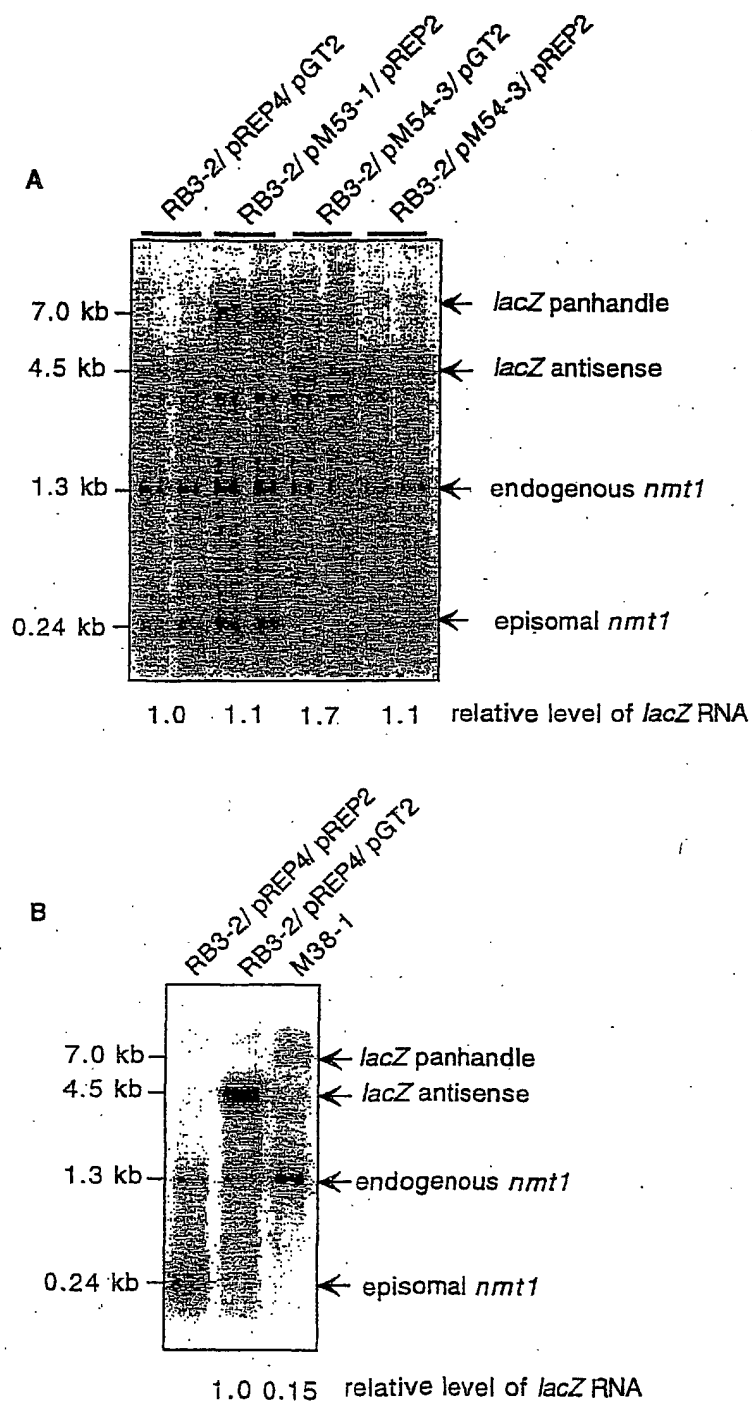 A
RB3-2/ pREP4/ pGT2
RB3-2/ pM53-1/ pREP2
RB3-2/ pM54-3/ pGT2
RB3-2/ pM54-3/ pREP2
7.0 kb
lacZ panhandle
4.5 kb
lacZ antisense
1.3 kb
endogenous nmt1
0.24 kb
episomal nmt1
1.0 1.1 1.7 1.1 relative level of lacZ RNA
B
RB3-2/ pREP4/ pREP2
RB3-2/ pREP4/ pGT2
M38-1
7.0 kb
lacZ panhandle
4.5 kb
lacZ antisense
1.3 kb
endogenous nmt1
0.24 kb
episomal nmt1
1.0 0.15 relative level of lacZ RNA